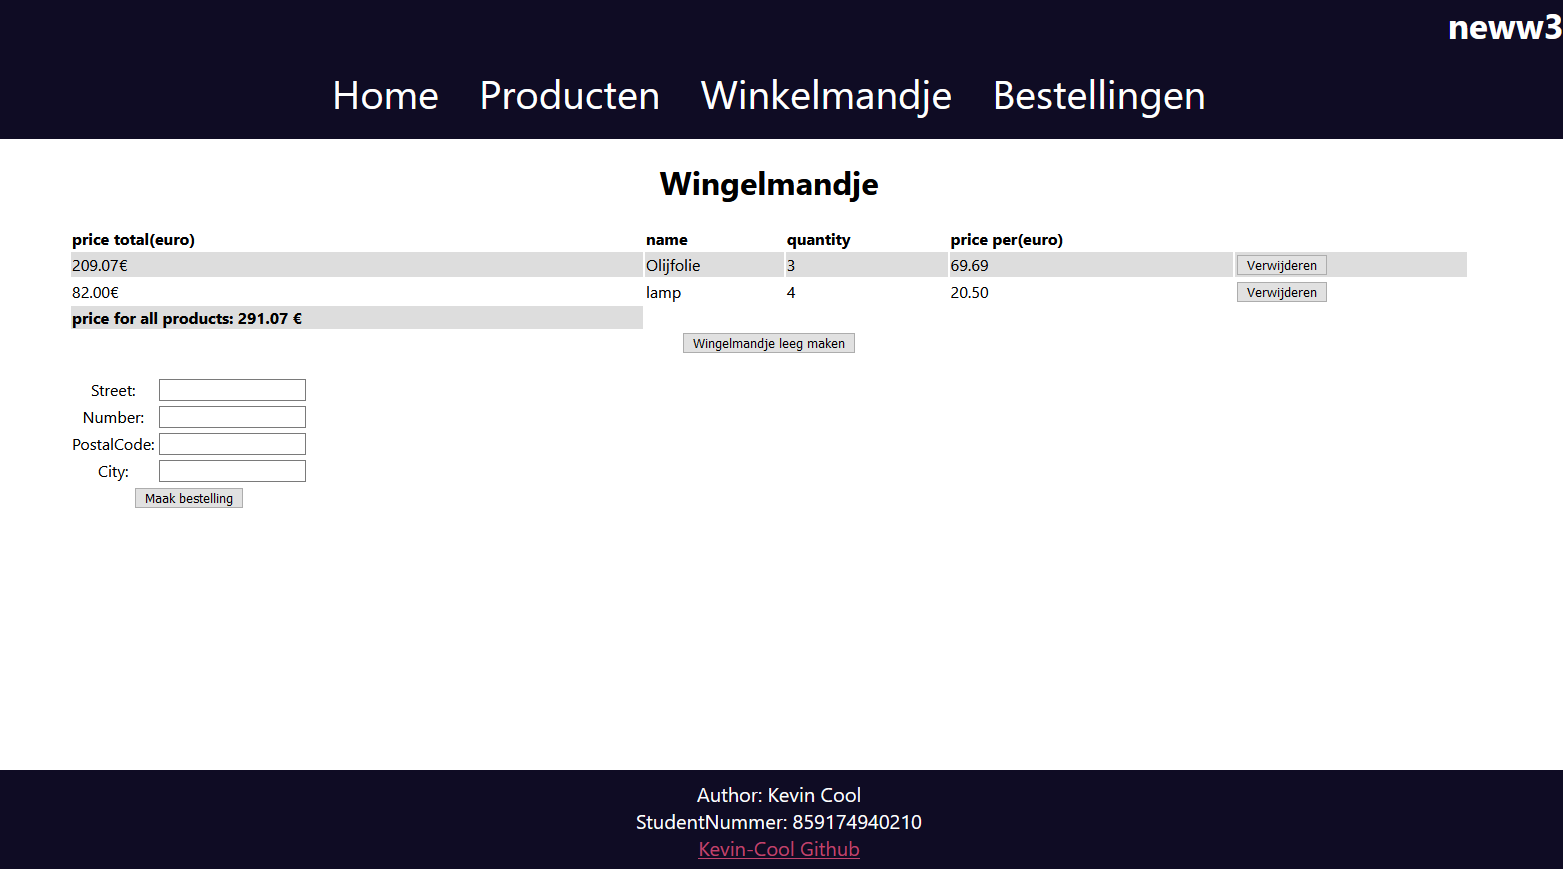 neww3
Home Producten Winkelmandje Bestellingen
Wingelmandje
price total(euro) name quantity price per(euro)
209.07€ Olijfolie 3 69.69 Verwijderen
82.00€ lamp 4 20.50 Verwijderen
price for all products: 291.07 €
Wingelmandje leeg maken
Street:
Number:
PostalCode:
City:
Maak bestelling
Author: Kevin Cool
StudentNummer: 859174940210
Kevin-Cool Github